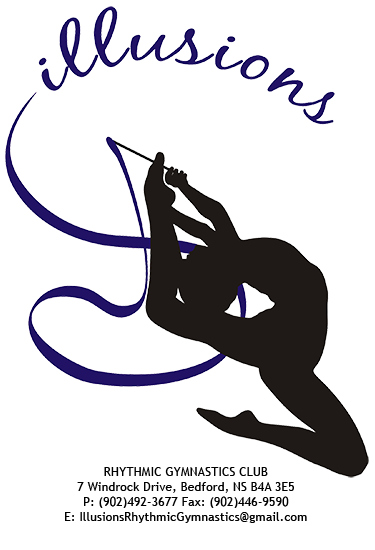 illusions
RHYTHMIC GYMNASTICS CLUB
7 Windrock Drive, Bedford, NS B4A 3E5
P: (902)492-3677 Fax: (902)446-9590
E: IllusionsRhythmicGymnastics@gmail.com